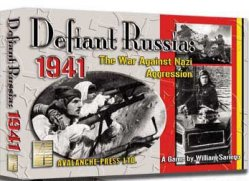 Defiant Russia:
1941
The War Against Nazi
Aggression
AVALANCHE PRESS LTD.
A Game by William Sariego
Defiant Russia:
1941